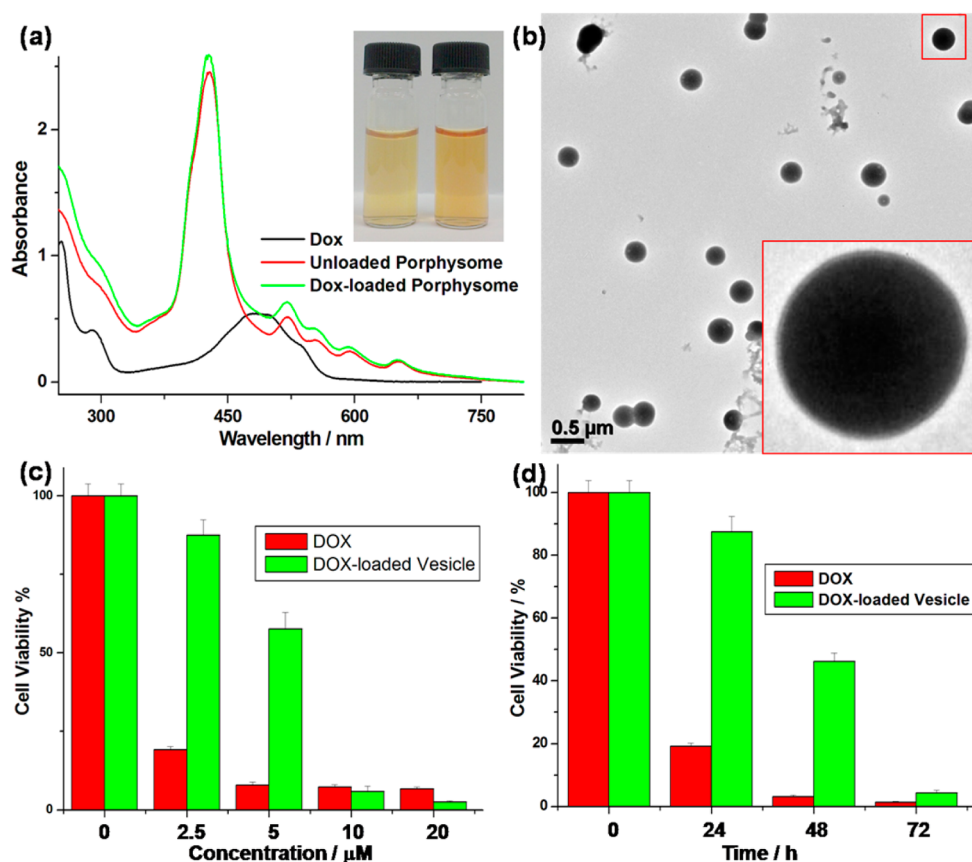 (a)
2
1
0
Absorbance
300
450
600
750
Wavelength / nm
Dox
Unloaded Porphysome
Dox-loaded Porphysome
(b)
0.5 μm
(c)
100
50
0
Cell Viability %
DOX
DOX-loaded Vesicle
0
2.5
5
10
20
Concentration / μM
(d)
100
80
60
40
20
0
Cell Viability / %
DOX
DOX-loaded Vesicle
0
24
48
72
Time / h